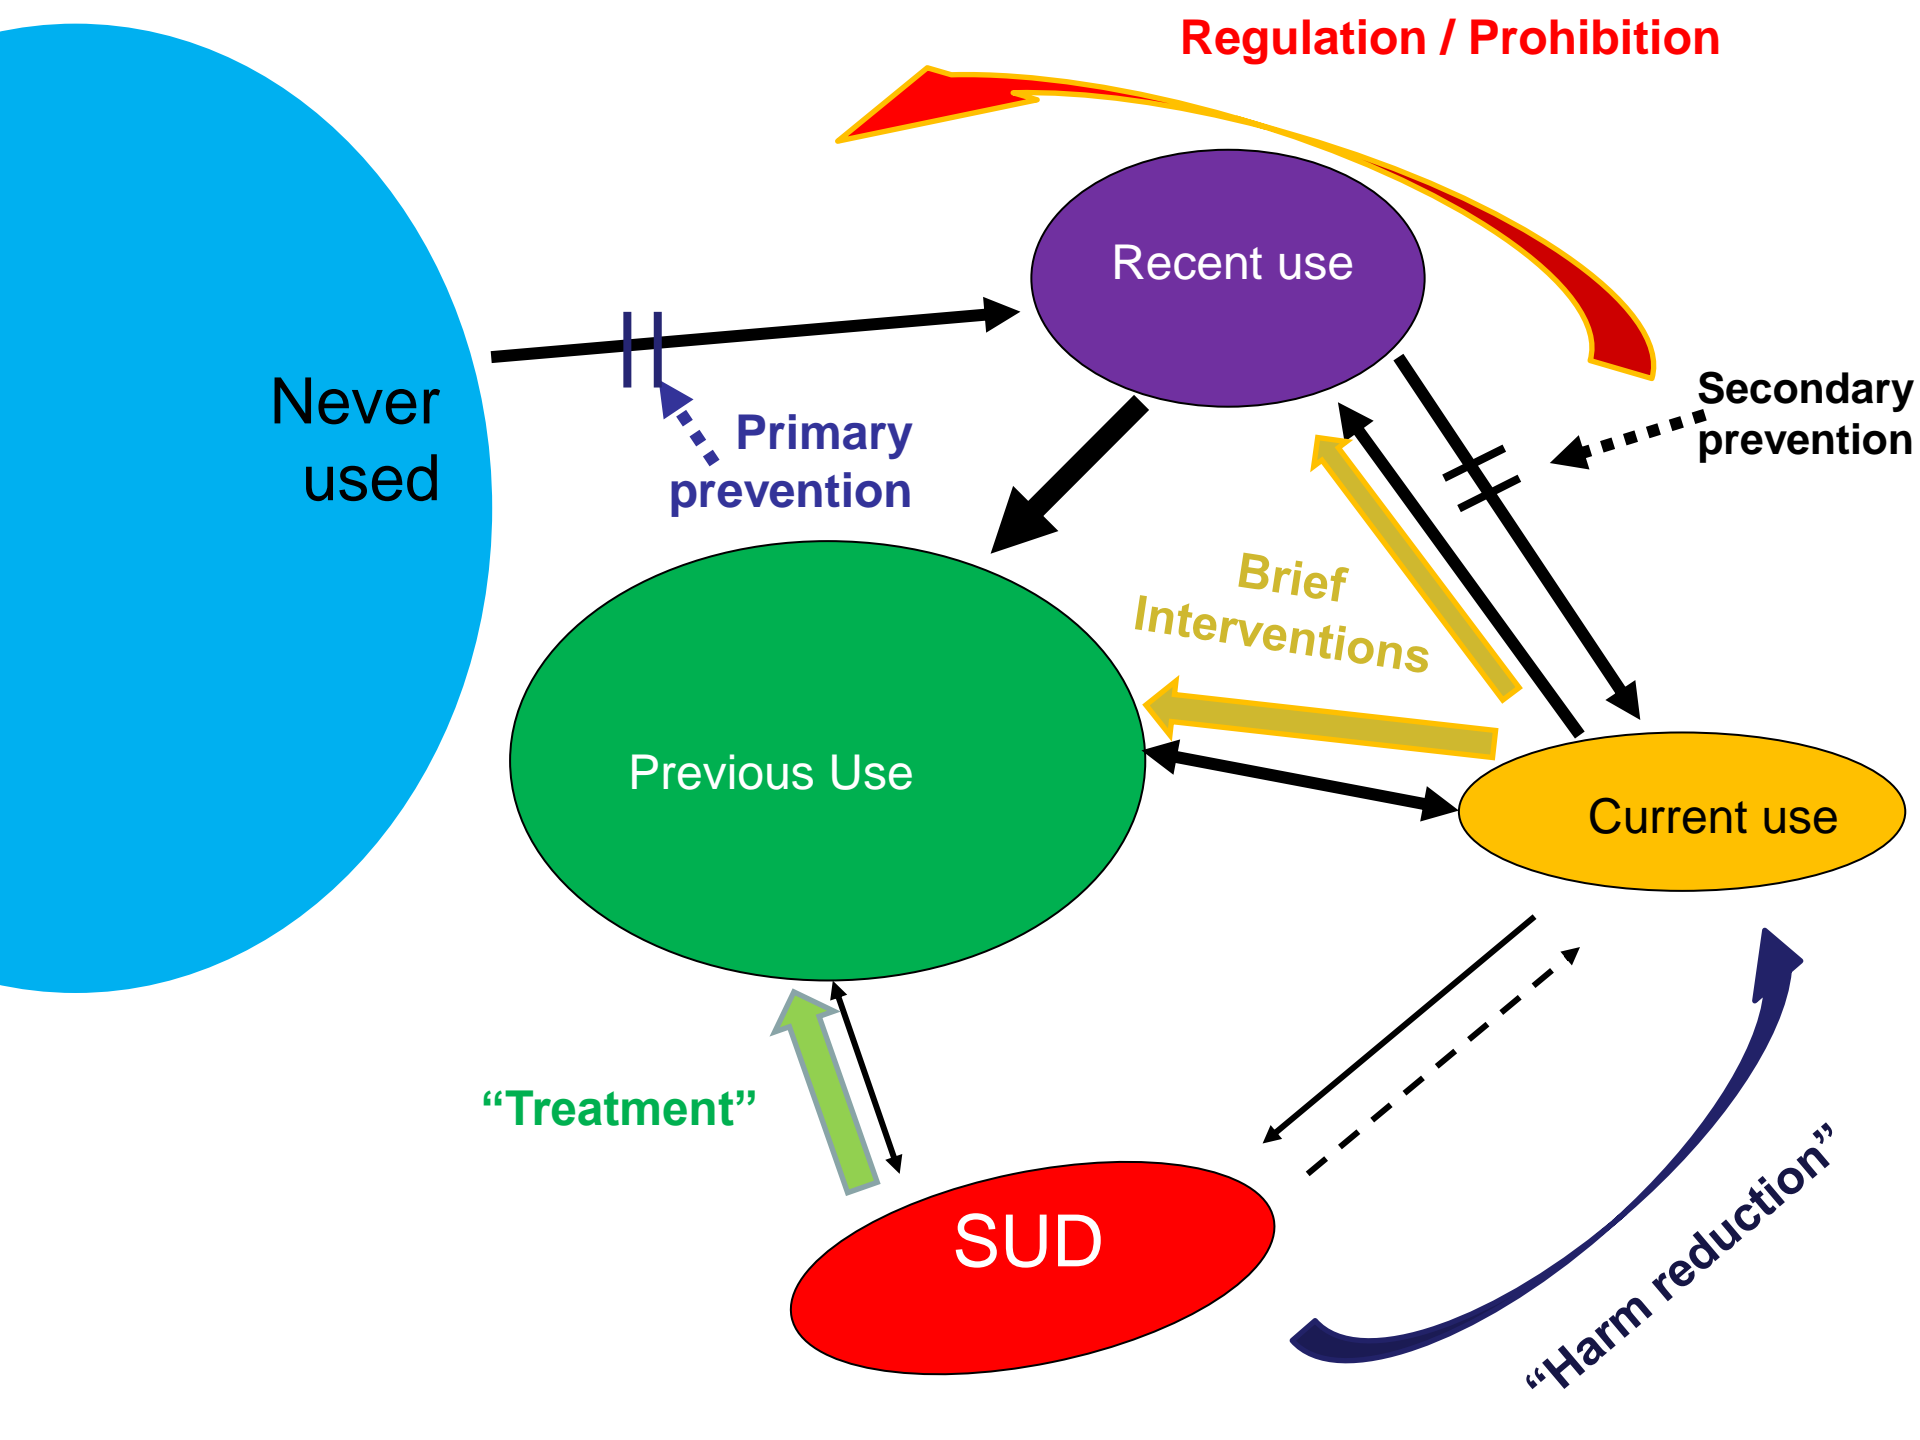 Regulation / Prohibition
Recent use
Never
used
Primary
prevention
Secondary
prevention
Brief
Interventions
Previous Use
Current use
“Treatment”
SUD
“Harm reduction”